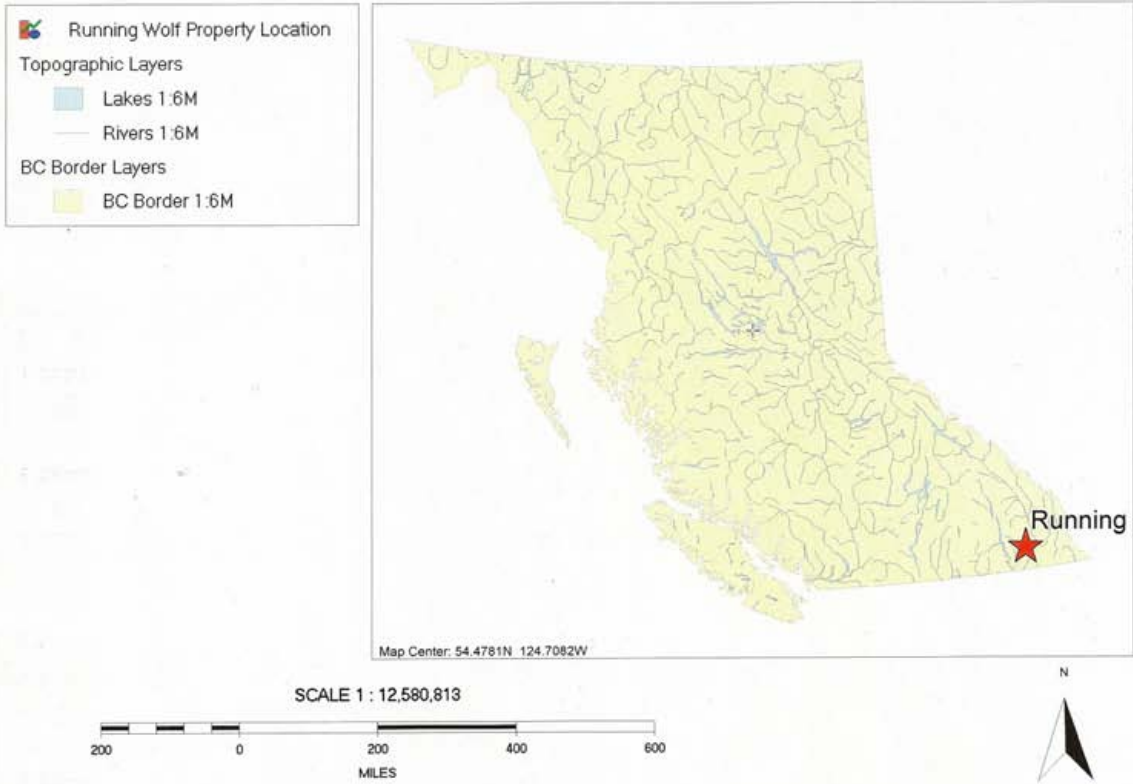 Running Wolf Property Location
Topographic Layers
Lakes 1:6M
Rivers 1:6M
BC Border Layers
BC Border 1:6M
Running
Map Center: 54.4781N 124.7082W
SCALE 1 : 12,580,813
200 0 200 400 600
MILES
N